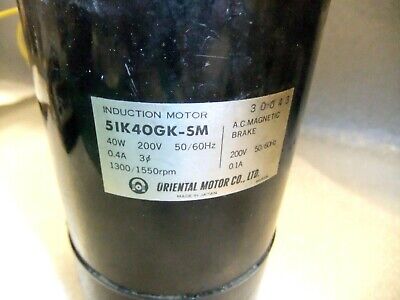 30543
INDUCTION MOTOR
51K40GK-SM
40W 200V 50/60Hz
0.4A 3ϕ
1300/1550rpm
A.C.MAGNETIC
BRAKE
200V 50/60Hz
0.1A
ORIENTAL MOTOR CO., LTD.
MADE IN JAPAN